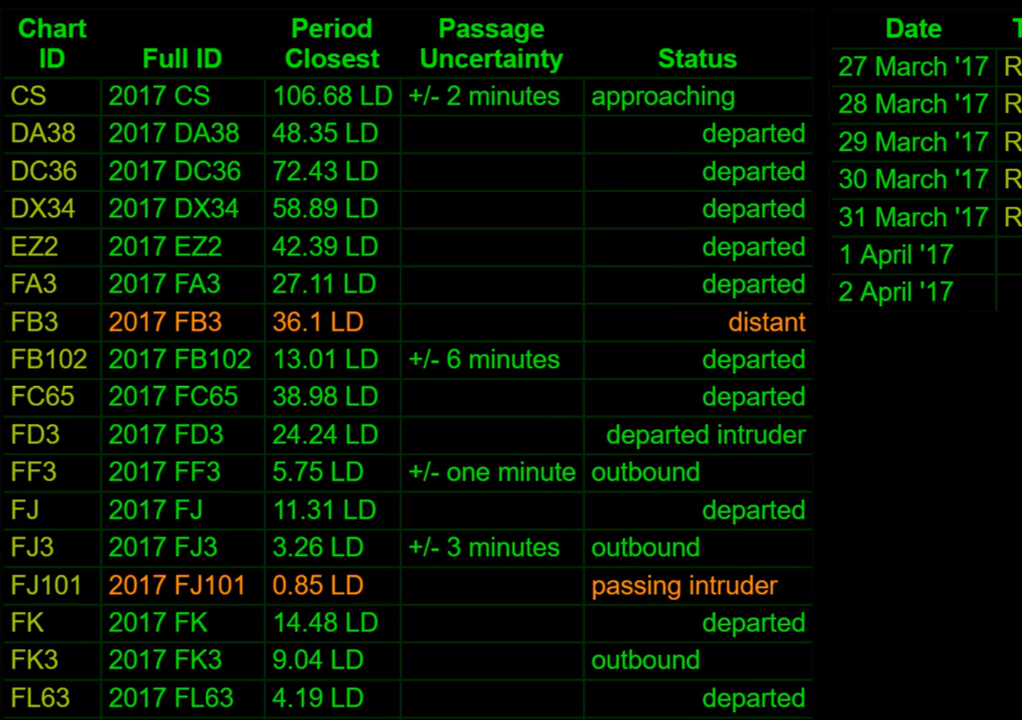 Chart ID Full ID Period Closest Passage Uncertainty Status
CS 2017 CS 106.68 LD +/- 2 minutes approaching
DA38 2017 DA38 48.35 LD departed
DC36 2017 DC36 72.43 LD departed
DX34 2017 DX34 58.89 LD departed
EZ2 2017 EZ2 42.39 LD departed
FA3 2017 FA3 27.11 LD departed
FB3 2017 FB3 36.1 LD distant
FB102 2017 FB102 13.01 LD +/- 6 minutes departed
FC65 2017 FC65 38.98 LD departed
FD3 2017 FD3 24.24 LD departed intruder
FF3 2017 FF3 5.75 LD +/- one minute outbound
FJ 2017 FJ 11.31 LD departed
FJ3 2017 FJ3 3.26 LD +/- 3 minutes outbound
FJ101 2017 FJ101 0.85 LD passing intruder
FK 2017 FK 14.48 LD departed
FK3 2017 FK3 9.04 LD outbound
FL63 2017 FL63 4.19 LD departed
Date
27 March '17 R
28 March '17 R
29 March '17 R
30 March '17 R
31 March '17 R
1 April '17
2 April '17